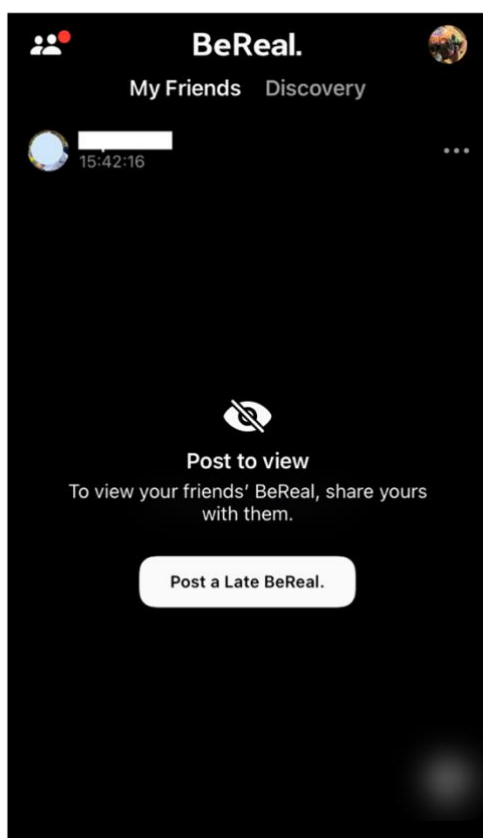 BeReal.
My Friends Discovery
15:42:16
Post to view
To view your friends’ BeReal, share yours
with them.
Post a Late BeReal.